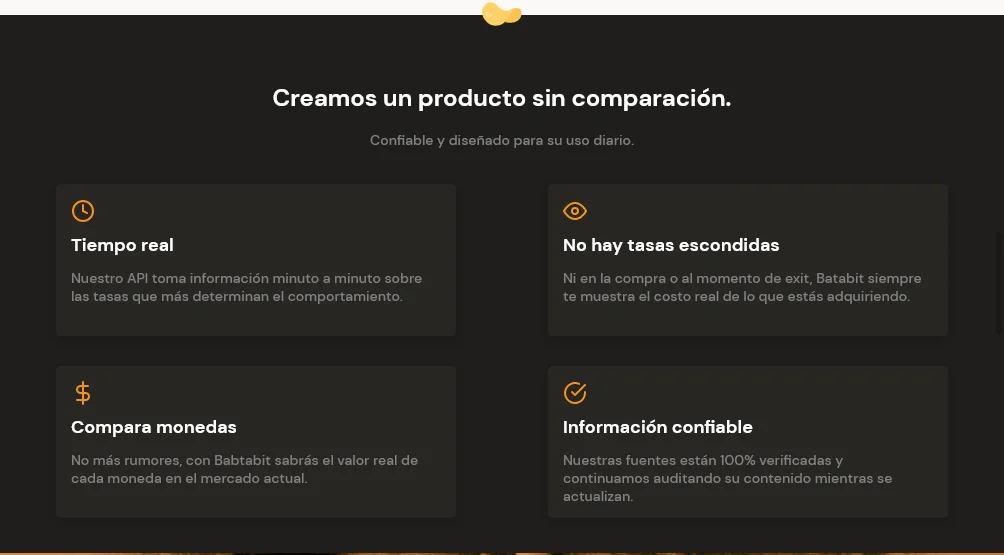 Creamos un producto sin comparación.
Confiable y diseñado para su uso diario.
Tiempo real
Nuestro API toma información minuto a minuto sobre
las tasas que más determinan el comportamiento.
No hay tasas escondidas
Ni en la compra o al momento de exit, Batabit siempre
te muestra el costo real de lo que estás adquiriendo.
Compara monedas
No más rumores, con Babtabit sabrás el valor real de
cada moneda en el mercado actual.
Información confiable
Nuestras fuentes están 100% verificadas y
continuamos auditando su contenido mientras se
actualizan.